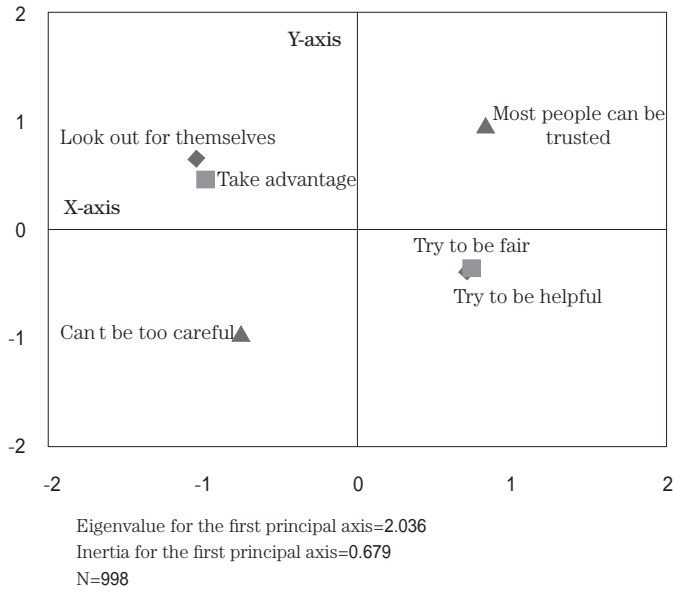 2
Y-axis
1
Most people can be
trusted
Look out for themselves
Take advantage
X-axis
0
Try to be fair
Try to be helpful
Can t be too careful
-1
-2
-2 -1 0 1 2
Eigenvalue for the first principal axis=2.036
Inertia for the first principal axis=0.679
N=998